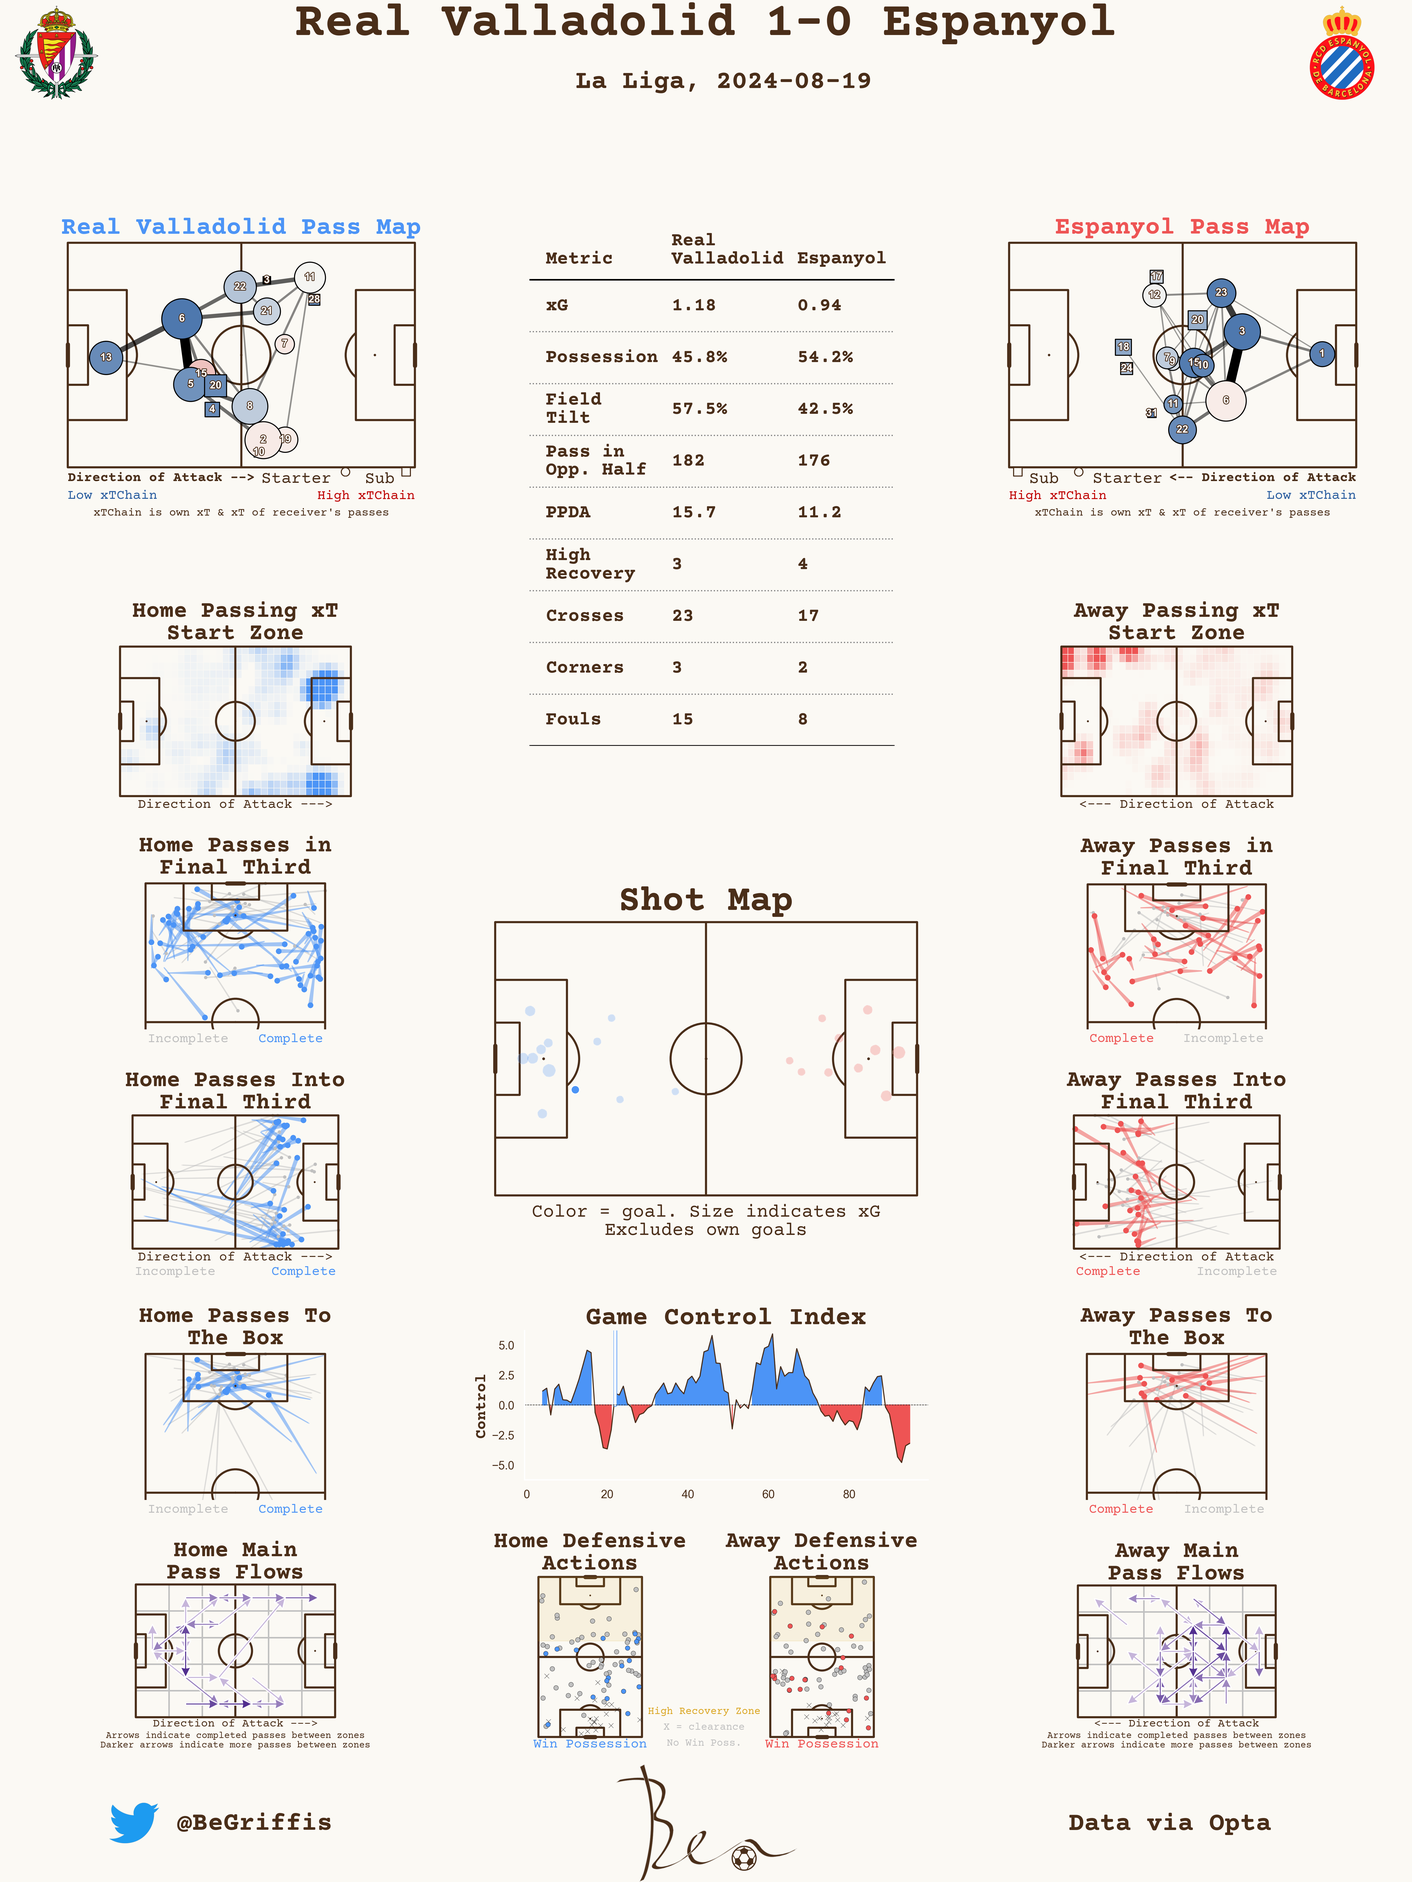 Real Valladolid 1-0 Espanyol
La Liga, 2024-08-19
RCD ESPANYOL
DE BARCELONA
Real Valladolid Pass Map
22
3
11
28
21
6
7
13
15
5
20
4
8
2
19
10
Direction of Attack --> Starter Sub
Low xTChain High xTChain
xTChain is own xT & xT of receiver's passes
Metric Real Valladolid Espanyol
xG 1.18 0.94
Possession 45.8% 54.2%
Field Tilt 57.5% 42.5%
Pass in Opp. Half 182 176
PPDA 15.7 11.2
High Recovery 3 4
Crosses 23 17
Corners 3 2
Fouls 15 8
Espanyol Pass Map
17
12
23
20
3
18
7
9
15
10
1
24
11
31
6
22
Sub Starter <-- Direction of Attack
High xTChain Low xTChain
xTChain is own xT & xT of receiver's passes
Home Passing xT
Start Zone
Direction of Attack --->
Away Passing xT
Start Zone
<--- Direction of Attack
Home Passes in
Final Third
Incomplete Complete
Away Passes in
Final Third
Complete Incomplete
Shot Map
Color = goal. Size indicates xG
Excludes own goals
Home Passes Into
Final Third
Direction of Attack --->
Incomplete Complete
Away Passes Into
Final Third
<--- Direction of Attack
Complete Incomplete
Home Passes To
The Box
Incomplete Complete
Game Control Index
Control
5.0
2.5
0.0
−2.5
−5.0
0 20 40 60 80
Away Passes To
The Box
Complete Incomplete
Home Main
Pass Flows
Direction of Attack --->
Arrows indicate completed passes between zones
Darker arrows indicate more passes between zones
Home Defensive
Actions
Win Possession
High Recovery Zone
X = clearance
No Win Poss.
Away Defensive
Actions
Win Possession
Away Main
Pass Flows
<--- Direction of Attack
Arrows indicate completed passes between zones
Darker arrows indicate more passes between zones
@BeGriffis
Ben
Data via Opta